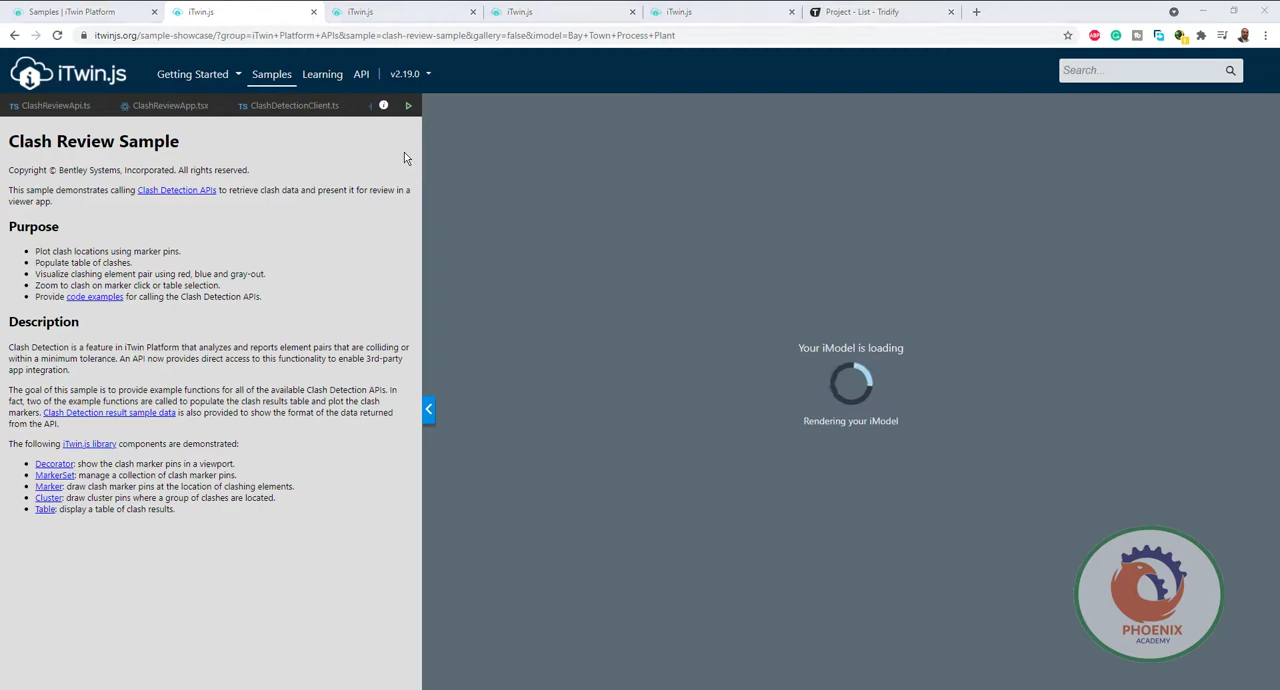 Samples | iTwin Platform
iTwin.js
iTwin.js
iTwin.js
iTwin.js
Project - List - Tridify
itwinjs.org/sample-showcase/?group=iTwin+Platform+APIs&sample=clash-review-sample&gallery=false&imodel=Bay+Town+Process+Plant
iTwin.js
Getting Started
Samples
Learning
API
v2.19.0
Search...
TS ClashReviewApi.ts
ClashReviewApp.tsx
TS ClashDetectionClient.ts
Clash Review Sample
Copyright © Bentley Systems, Incorporated. All rights reserved.
This sample demonstrates calling Clash Detection APIs to retrieve clash data and present it for review in a
viewer app.
Purpose
Plot clash locations using marker pins.
Populate table of clashes.
Visualize clashing element pair using red, blue and gray-out.
Zoom to clash on marker click or table selection.
Provide code examples for calling the Clash Detection APIs.
Description
Clash Detection is a feature in iTwin Platform that analyzes and reports element pairs that are colliding or
within a minimum tolerance. An API now provides direct access to this functionality to enable 3rd-party
app integration.
The goal of this sample is to provide example functions for all of the available Clash Detection APIs. In
fact, two of the example functions are called to populate the clash results table and plot the clash
markers. Clash Detection result sample data is also provided to show the format of the data returned
from the API.
The following iTwin.js library components are demonstrated:
Decorator: show the clash marker pins in a viewport.
MarkerSet: manage a collection of clash marker pins.
Marker: draw clash marker pins at the location of clashing elements.
Cluster: draw cluster pins where a group of clashes are located.
Table: display a table of clash results.
Your iModel is loading
Rendering your iModel
PHOENIX
ACADEMY